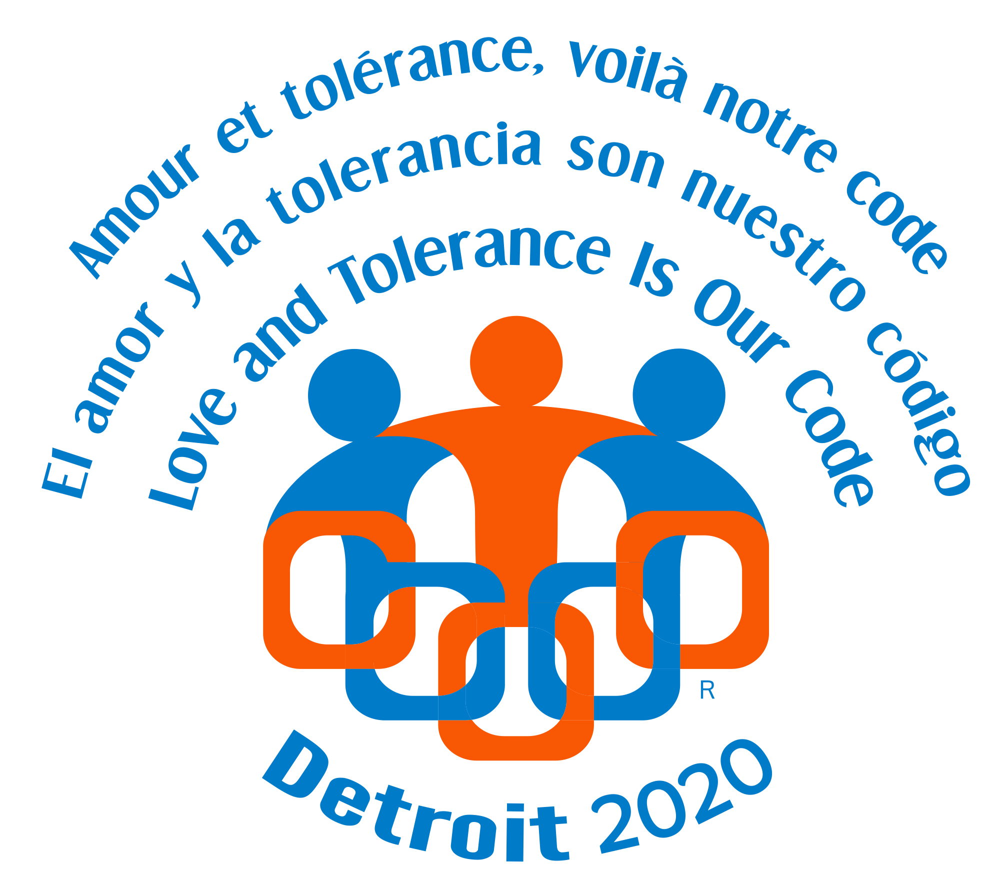 Amour et tolérance, voilà notre code
El amor y la tolerancia son nuestro código
Love and Tolerance Is Our Code
R
Detroit 2020